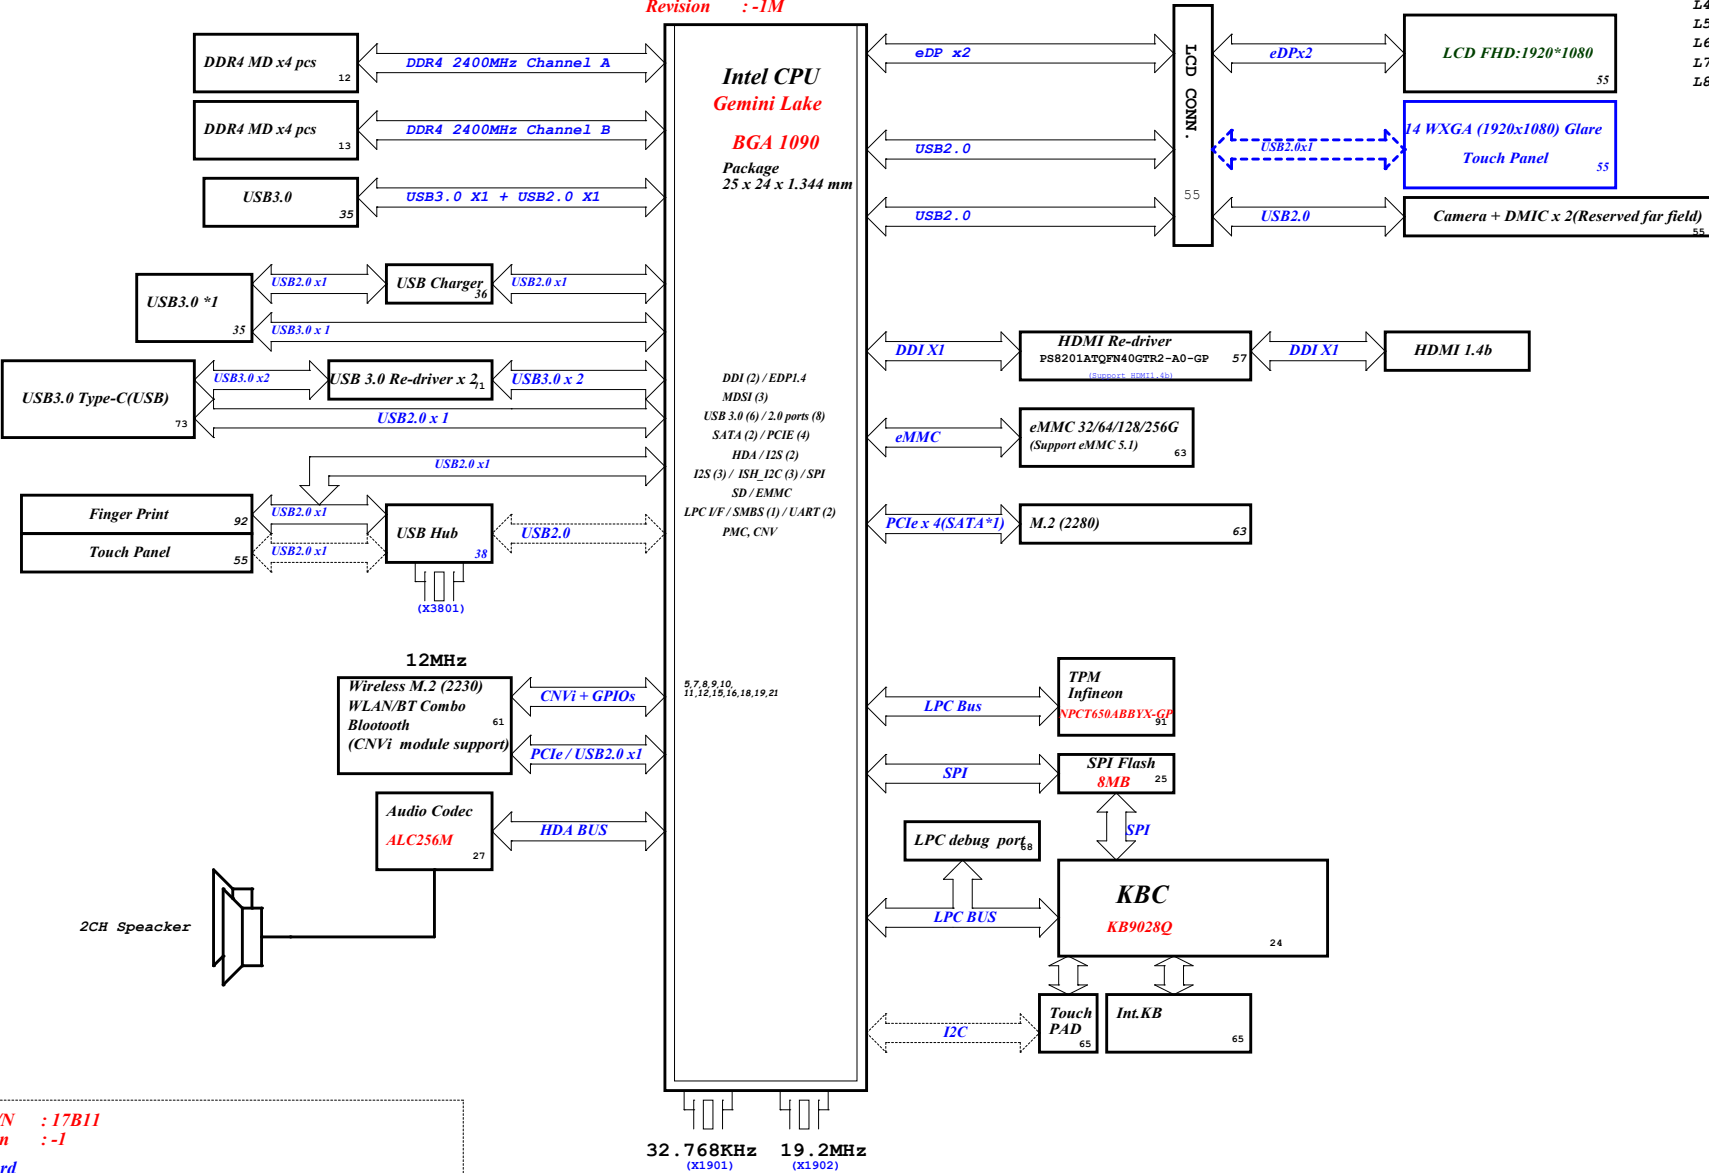 Revision : -1M
L4
L5
L6
L7
L8
DDR4 MD x4 pcs
12
DDR4 2400MHz Channel A
DDR4 MD x4 pcs
13
DDR4 2400MHz Channel B
USB3.0
35
USB3.0 X1 + USB2.0 X1
USB3.0 *1
35
USB2.0 x1
USB Charger
36
USB2.0 x1
USB3.0 x 1
USB3.0 Type-C(USB)
73
USB3.0 x2
USB 3.0 Re-driver x 2
71
USB3.0 x 2
USB2.0 x 1
USB2.0 x1
Finger Print
92
USB2.0 x1
Touch Panel
55
USB2.0 x1
USB Hub
38
USB2.0
(X3801)
12MHz
Wireless M.2 (2230)
WLAN/BT Combo
Blootooth
(CNVi module support)
61
CNVi + GPIOs
PCIe / USB2.0 x1
Audio Codec
ALC256M
27
HDA BUS
2CH Speacker
Intel CPU
Gemini Lake
BGA 1090
Package
25 x 24 x 1.344 mm
DDI (2) / EDP1.4
MDSI (3)
USB 3.0 (6) / 2.0 ports (8)
SATA (2) / PCIE (4)
HDA / I2S (2)
I2S (3) / ISH_I2C (3) / SPI
SD / EMMC
LPC I/F / SMBS (1) / UART (2)
PMC, CNV
5,7,8,9,10,
11,12,15,16,18,19,21
32.768KHz
(X1901)
19.2MHz
(X1902)
eDP x2
USB2.0
USB2.0
LCD CONN.
55
eDPx2
LCD FHD:1920*1080
55
USB2.0x1
14 WXGA (1920x1080) Glare
Touch Panel
55
USB2.0
Camera + DMIC x 2(Reserved far field)
55
DDI X1
HDMI Re-driver
PS8201ATQFN40GTR2-A0-GP
57
(Support HDMI1.4b)
DDI X1
HDMI 1.4b
eMMC
eMMC 32/64/128/256G
(Support eMMC 5.1)
63
PCIe x 4(SATA*1)
M.2 (2280)
63
LPC Bus
TPM
Infineon
NPCT650ABBYX-GP
91
SPI
SPI Flash
8MB
25
SPI
LPC debug port
68
LPC BUS
KBC
KB9028Q
24
I2C
Touch
PAD
65
Int.KB
65
/N : 17B11
n : -1
rd